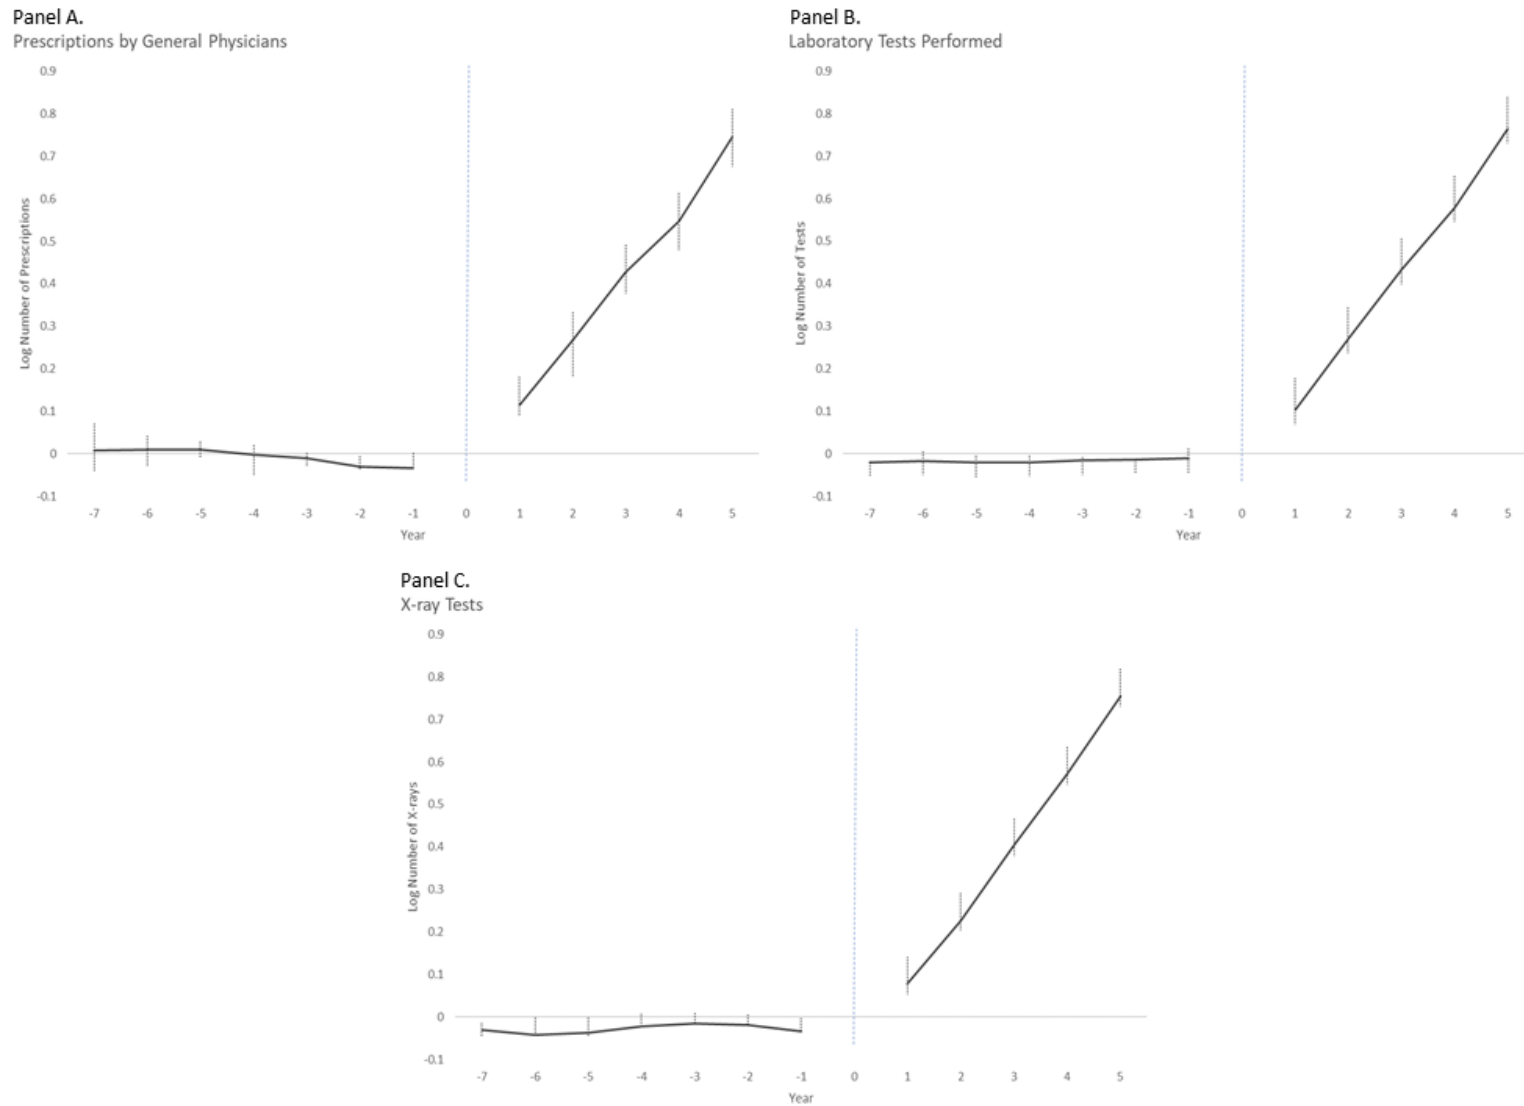 Panel A.
Prescriptions by General Physicians
0.9
0.8
0.7
0.6
0.5
0.4
0.3
0.2
0.1
0
-0.1
Log Number of Prescriptions
-7 -6 -5 -4 -3 -2 -1 0 1 2 3 4 5
Year
Panel B.
Laboratory Tests Performed
0.9
0.8
0.7
0.6
0.5
0.4
0.3
0.2
0.1
0
-0.1
Log Number of Tests
-7 -6 -5 -4 -3 -2 -1 0 1 2 3 4 5
Year
Panel C.
X-ray Tests
0.9
0.8
0.7
0.6
0.5
0.4
0.3
0.2
0.1
0
-0.1
Log Number of X-rays
-7 -6 -5 -4 -3 -2 -1 0 1 2 3 4 5
Year